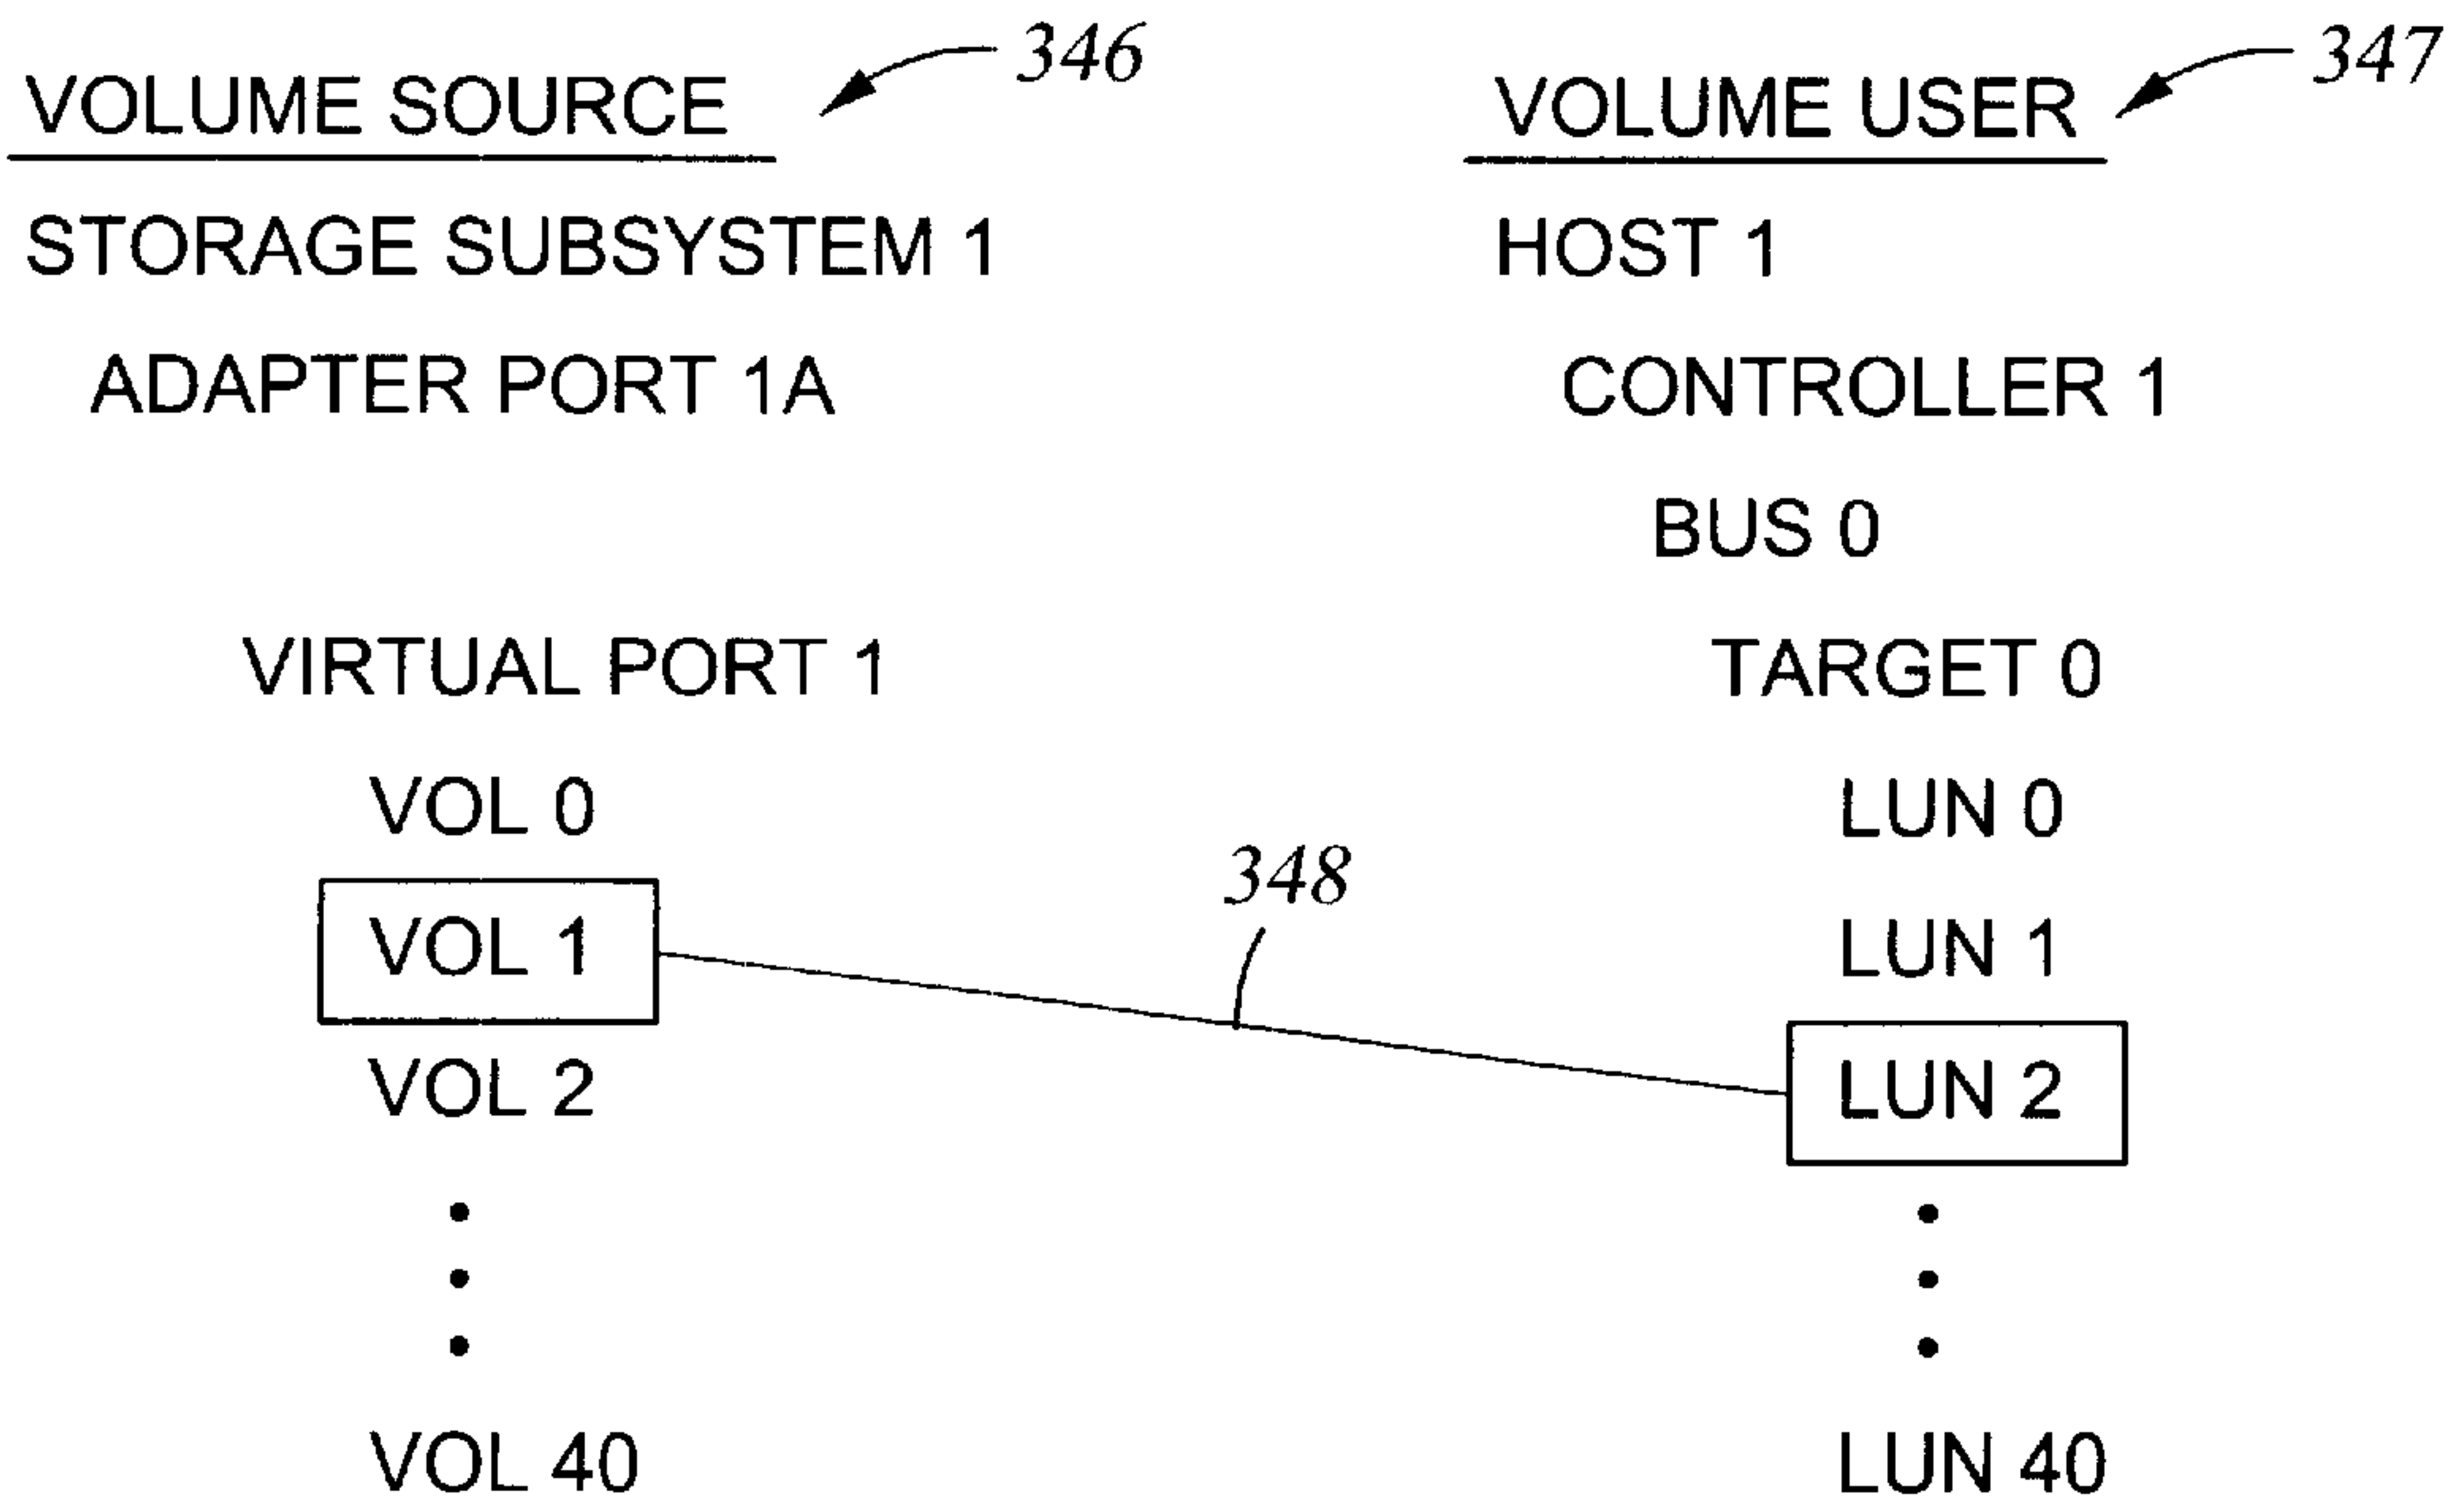 346
VOLUME SOURCE
STORAGE SUBSYSTEM 1
ADAPTER PORT 1A
VIRTUAL PORT 1
VOL 0
VOL 1
VOL 2
VOL 40
348
347
VOLUME USER
HOST 1
CONTROLLER 1
BUS 0
TARGET 0
LUN 0
LUN 1
LUN 2
LUN 40